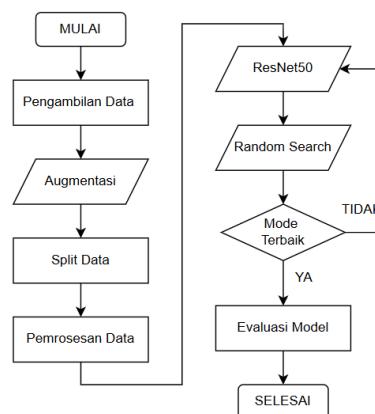 MULAI
Pengambilan Data
Augmentasi
Split Data
Pemrosesan Data
ResNet50
Random Search
Mode
Terbaik
TIDAK
YA
Evaluasi Model
SELESAI